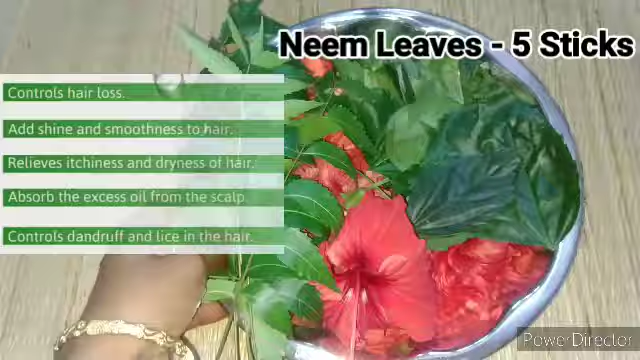 Neem Leaves - 5 Sticks
Controls hair loss.
Add shine and smoothness to hair.
Relieves itchiness and dryness of hair.
Absorb the excess oil from the scalp.
Controls dandruff and lice in the hair.
PowerDirector